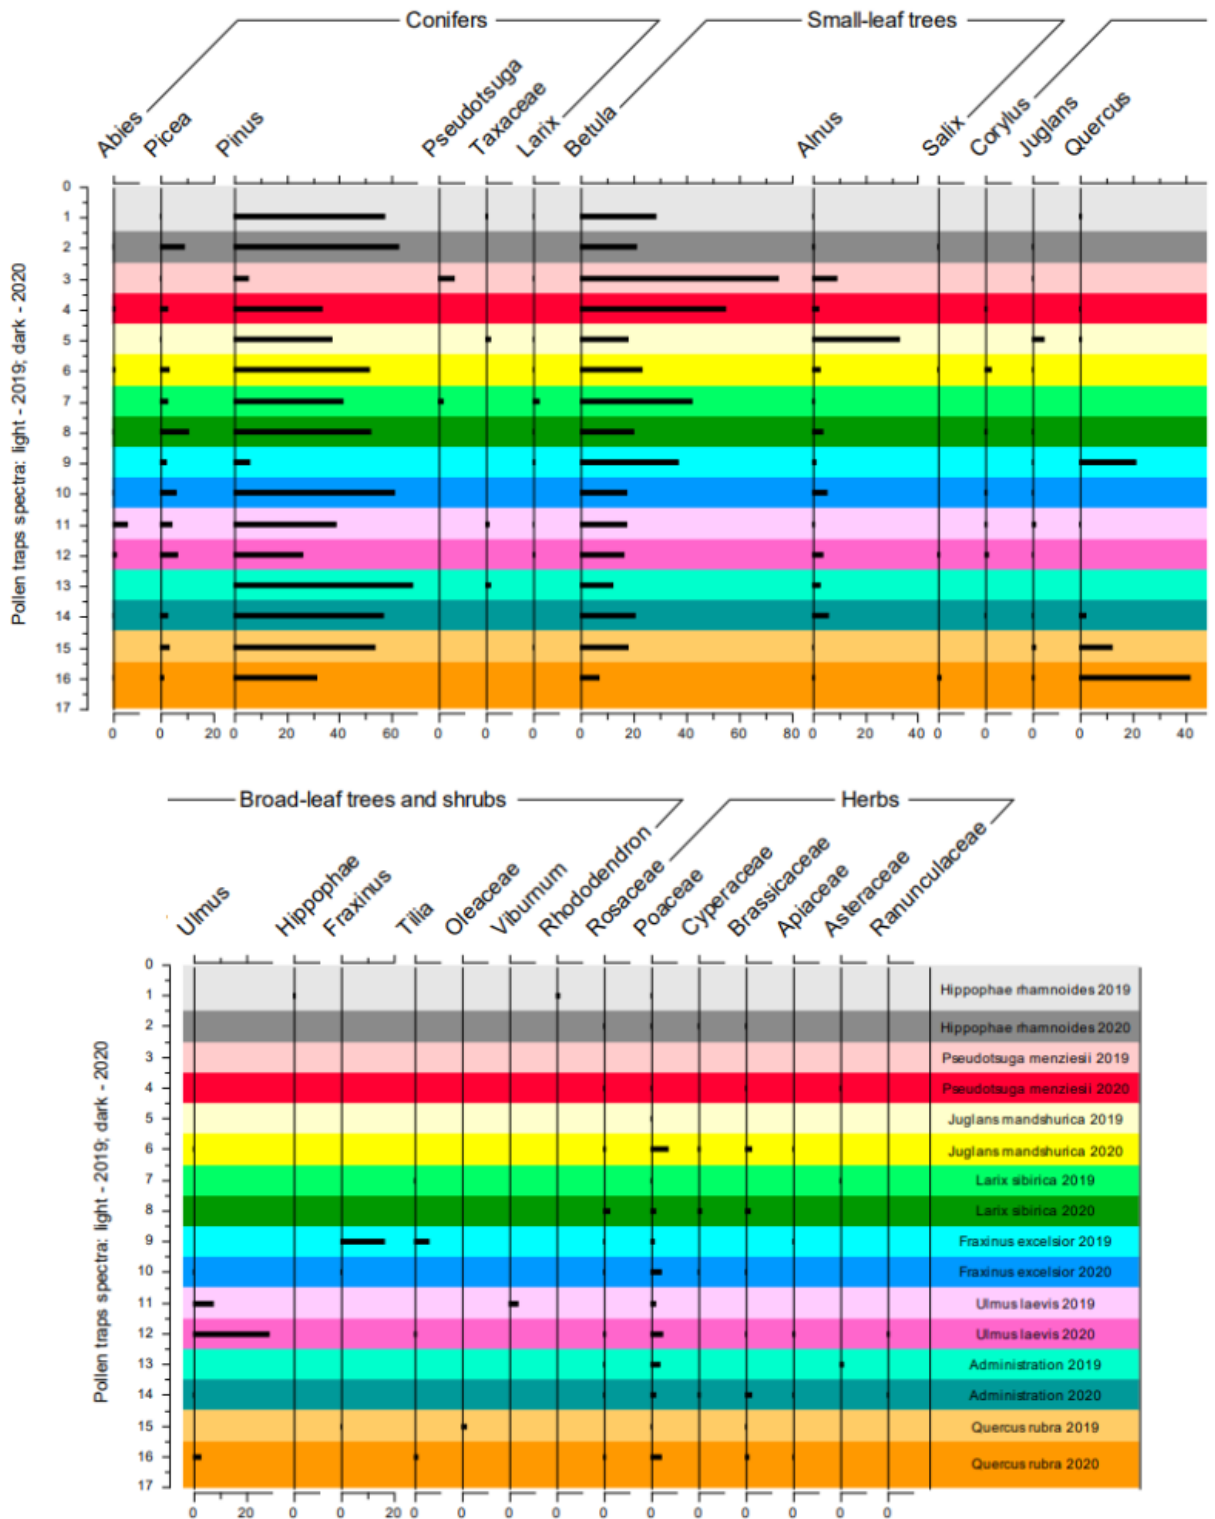 Conifers
Small-leaf trees
Abies
Picea
Pinus
Pseudotsuga
Taxaceae
Larix
Betula
Alnus
Salix
Corylus
Juglans
Quercus
Pollen traps spectra: light - 2019; dark - 2020
0
1
2
3
4
5
6
7
8
9
10
11
12
13
14
15
16
17
0 0 20 0 20 40 60 0 0 0 0 20 40 60 80 0 20 40 0 0 0 0 20 40
Broad-leaf trees and shrubs
Herbs
Ulmus
Hippophae
Fraxinus
Tilia
Oleaceae
Viburnum
Rhododendron
Rosaceae
Poaceae
Cyperaceae
Brassicaceae
Apiaceae
Asteraceae
Ranunculaceae
Pollen traps spectra: light - 2019; dark - 2020
0
1 Hippophae rhamnoides 2019
2 Hippophae rhamnoides 2020
3 Pseudotsuga menziesii 2019
4 Pseudotsuga menziesii 2020
5 Juglans mandshurica 2019
6 Juglans mandshurica 2020
7 Larix sibirica 2019
8 Larix sibirica 2020
9 Fraxinus excelsior 2019
10 Fraxinus excelsior 2020
11 Ulmus laevis 2019
12 Ulmus laevis 2020
13 Administration 2019
14 Administration 2020
15 Quercus rubra 2019
16 Quercus rubra 2020
17
0 20 0 0 20 0 0 0 0 0 0 0 0 0 0 0